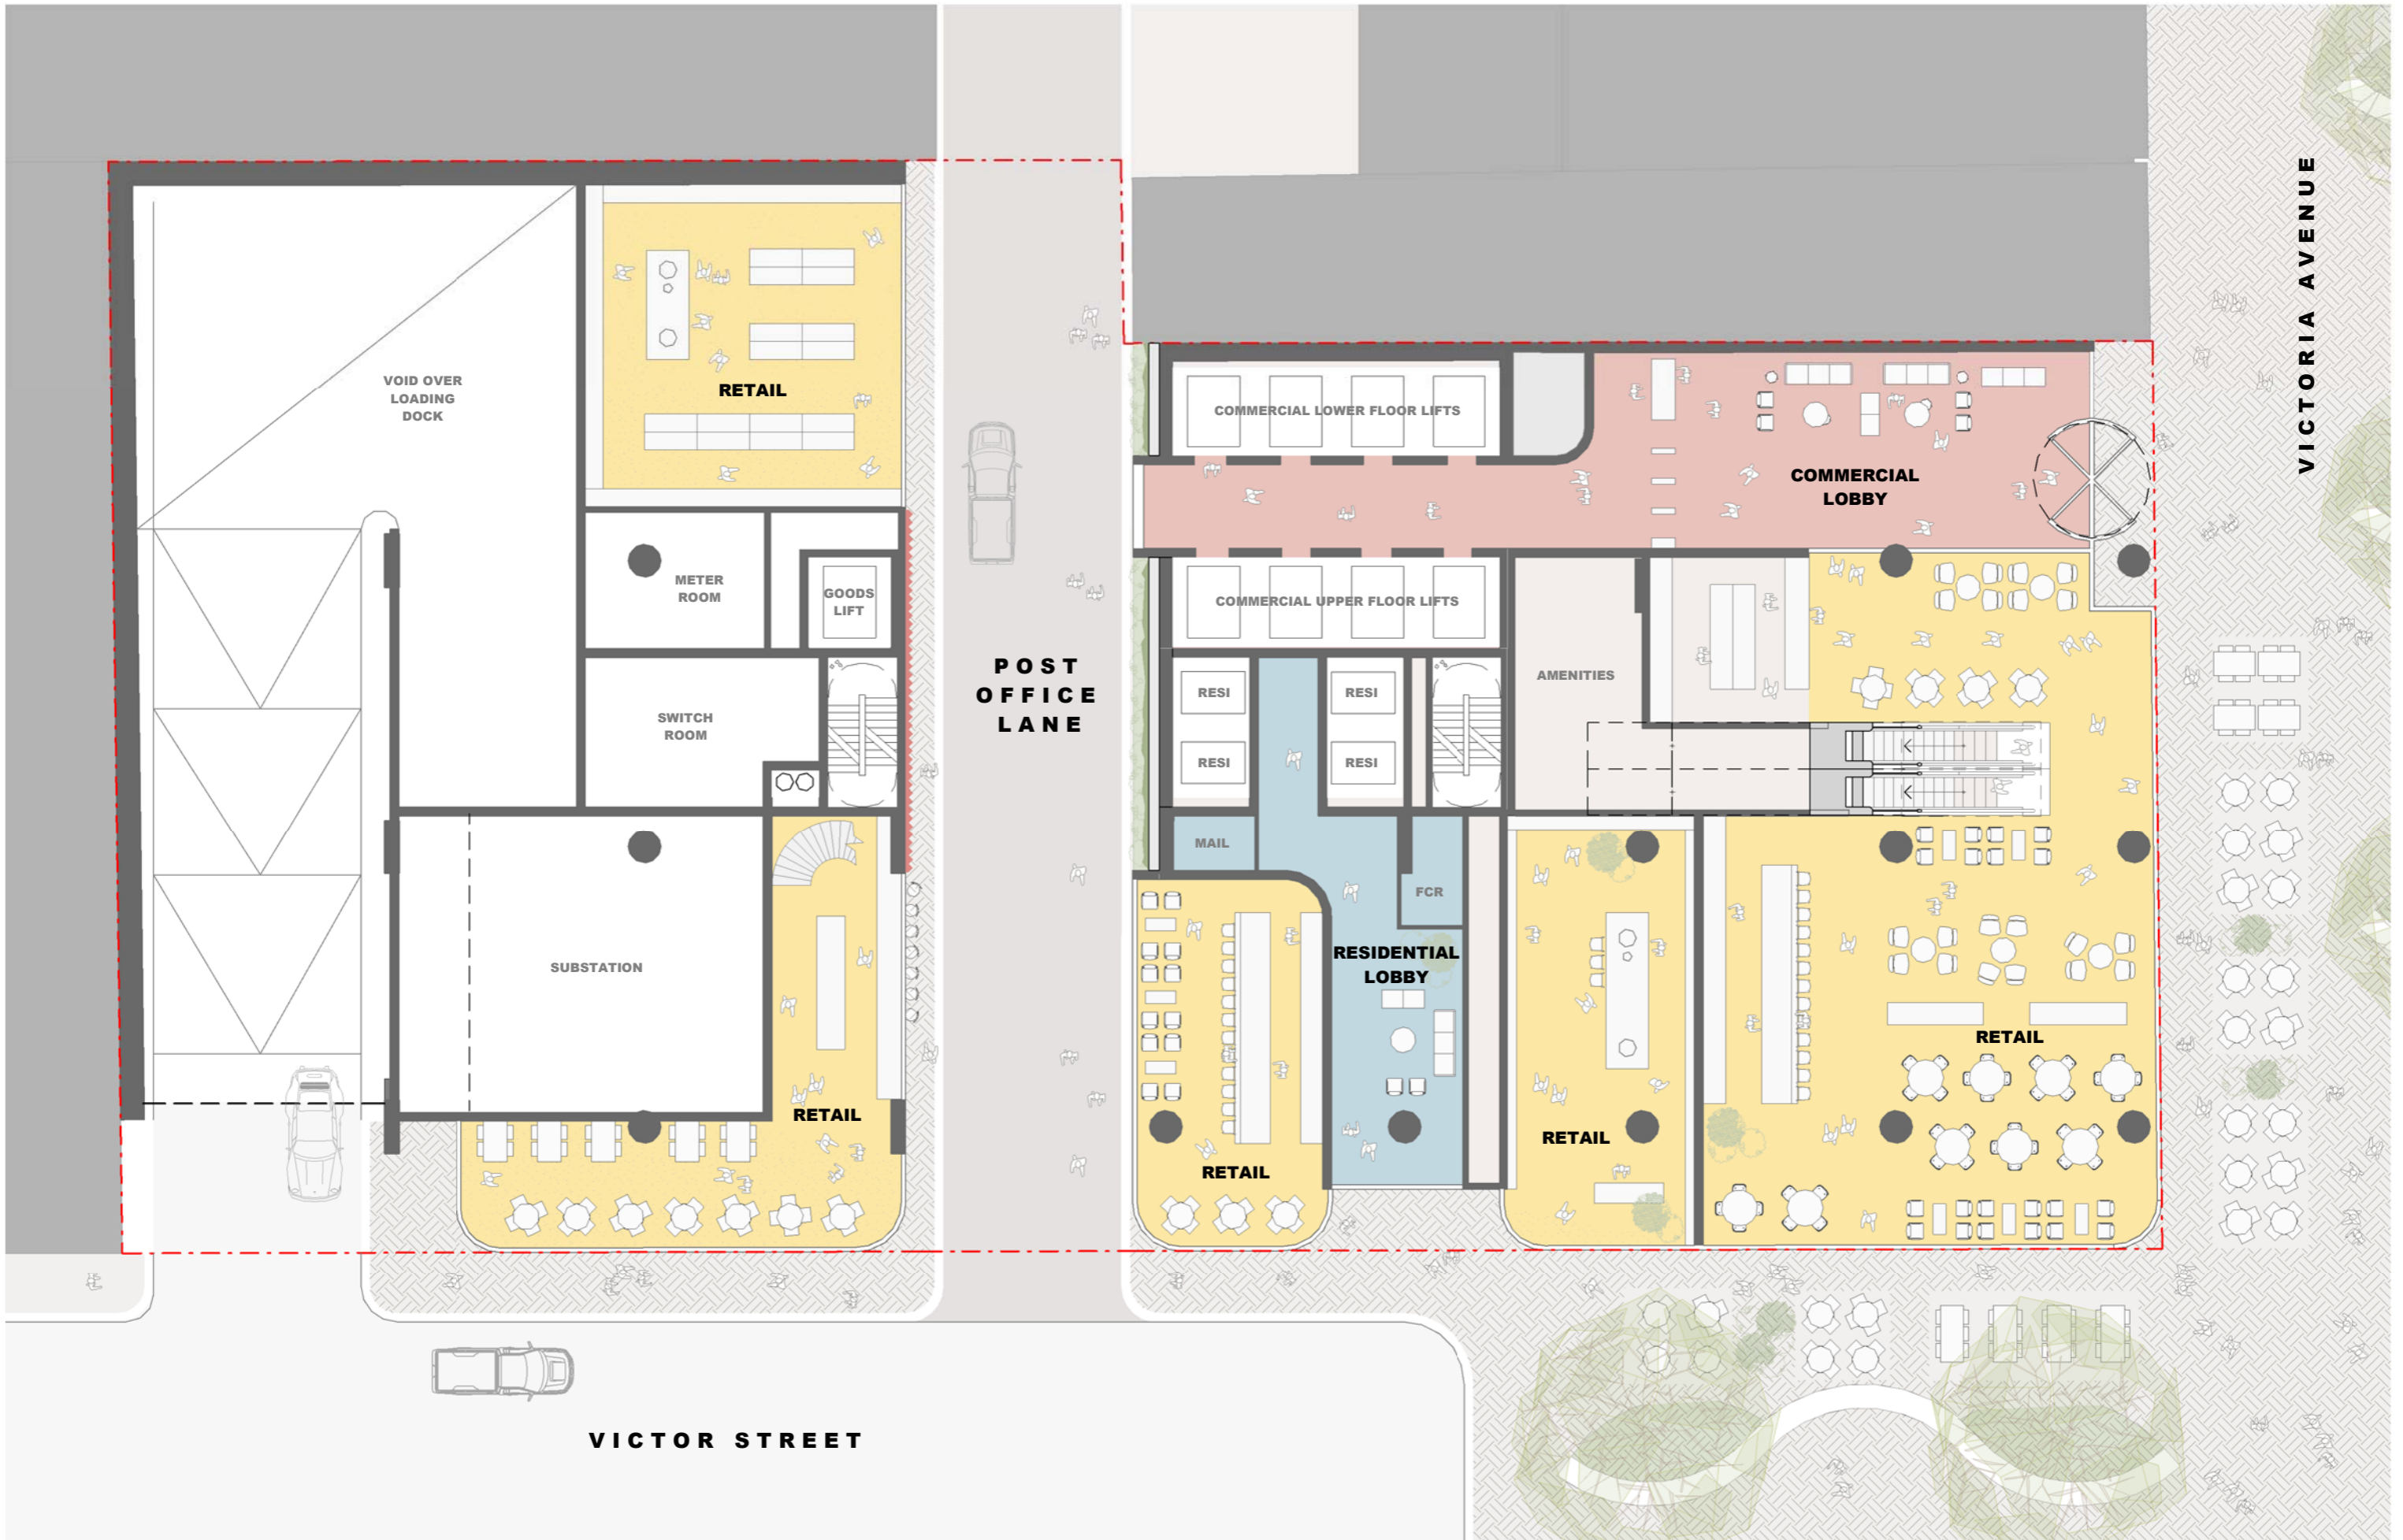 VICTORIA AVENUE
VOID OVER
LOADING
DOCK
RETAIL
COMMERCIAL LOWER FLOOR LIFTS
COMMERCIAL
LOBBY
METER
ROOM
GOODS
LIFT
COMMERCIAL UPPER FLOOR LIFTS
POST
OFFICE
LANE
SWITCH
ROOM
RESI
RESI
AMENITIES
RESI
RESI
MAIL
FCR
SUBSTATION
RESIDENTIAL
LOBBY
RETAIL
RETAIL
RETAIL
RETAIL
VICTOR STREET